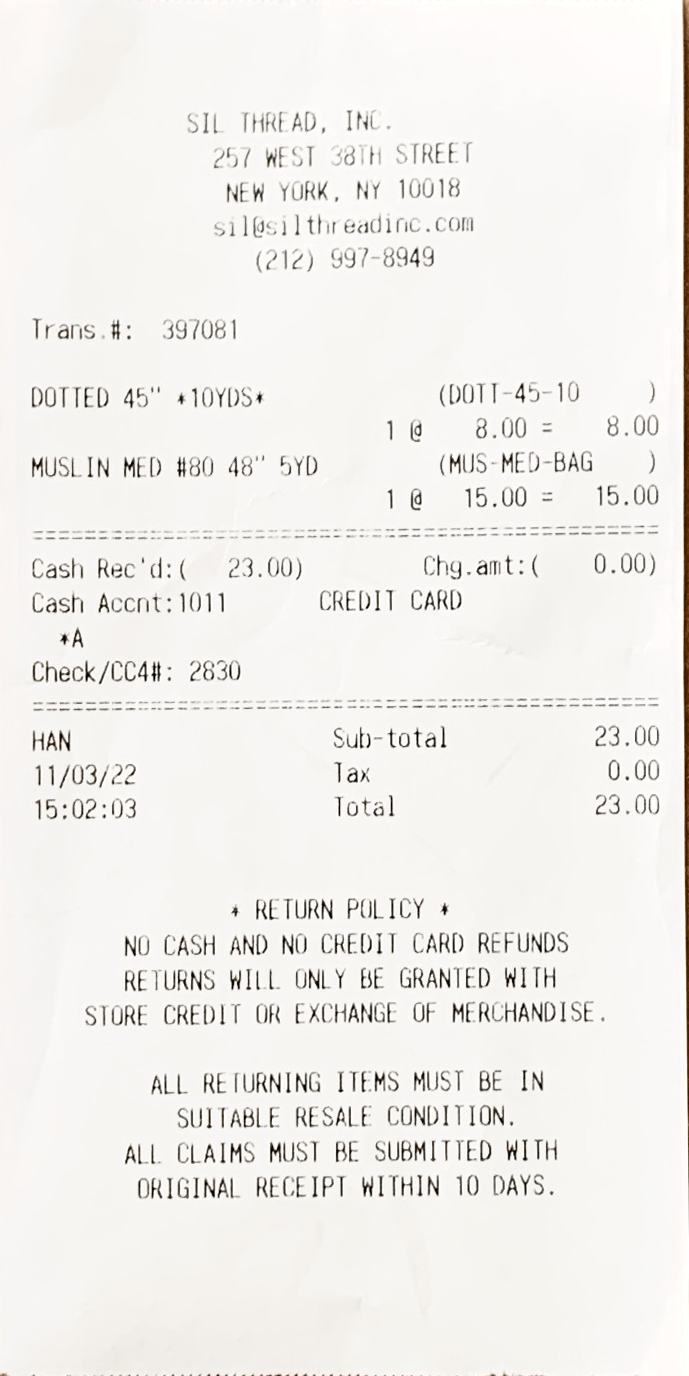 SIL THREAD, INC.
257 WEST 38TH STREET
NEW YORK, NY 10018
sil@silthreadinc.com
(212) 997-8949
Trans.#: 397081
DOTTED 45" *10YDS* (DOTT-45-10 )
1 @ 8.00 = 8.00
MUSLIN MED #80 48" 5YD (MUS-MED-BAG )
1 @ 15.00 = 15.00
================================================
Cash Rec'd:( 23.00) Chg.amt:( 0.00)
Cash Accnt:1011 CREDIT CARD
*A
Check/CC4#: 2830
================================================
HAN Sub-total 23.00
11/03/22 Tax 0.00
15:02:03 Total 23.00
* RETURN POLICY *
NO CASH AND NO CREDIT CARD REFUNDS
RETURNS WILL ONLY BE GRANTED WITH
STORE CREDIT OR EXCHANGE OF MERCHANDISE.
ALL RETURNING ITEMS MUST BE IN
SUITABLE RESALE CONDITION.
ALL CLAIMS MUST BE SUBMITTED WITH
ORIGINAL RECEIPT WITHIN 10 DAYS.